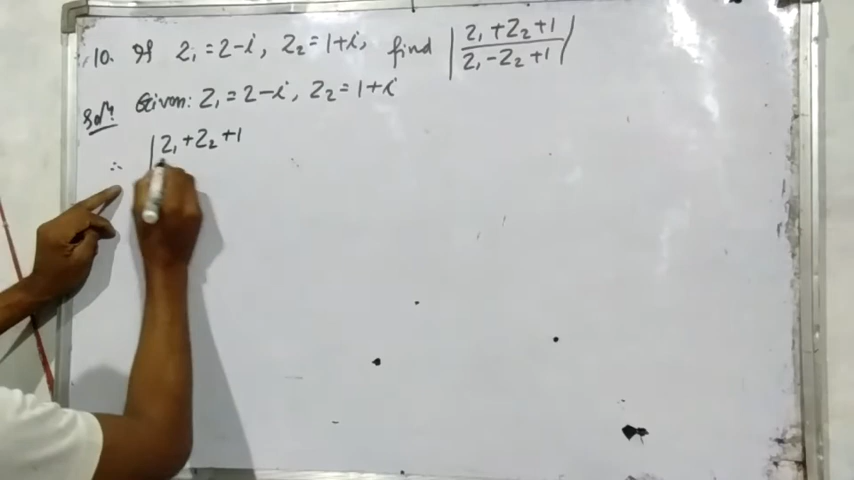 10. If Z₁ = 2-i, Z₂ = 1+i, find |(Z₁+Z₂+1)/(Z₁-Z₂+1)|
Solⁿ Given: Z₁ = 2-i, Z₂ = 1+i
∴ |Z₁+Z₂+1